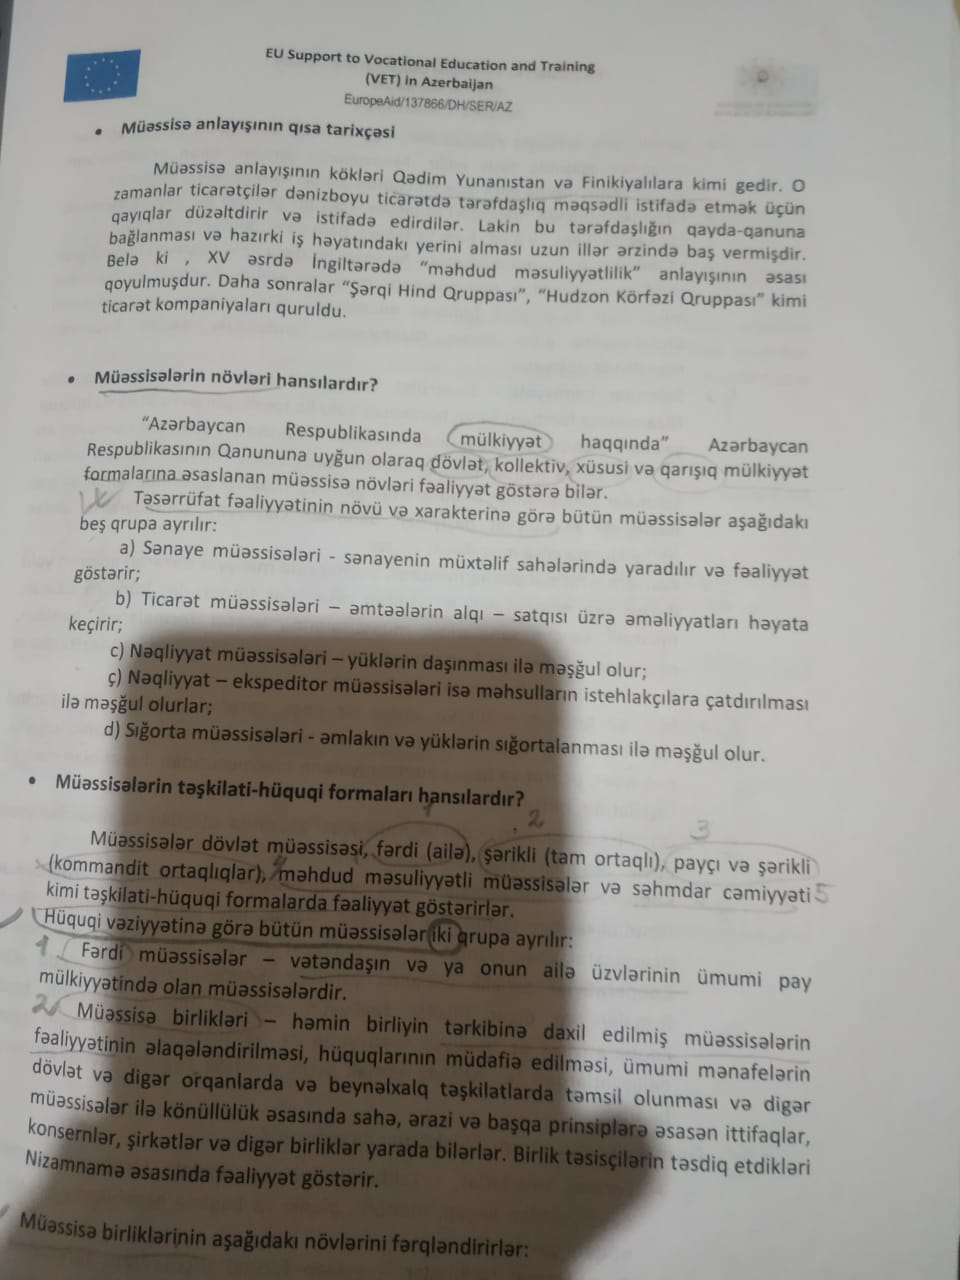 EU Support to Vocational Education and Training
(VET) in Azerbaijan
EuropeAid/137866/DH/SER/AZ
• Müəssisə anlayışının qısa tarixçəsi
Müəssisə anlayışının kökləri Qədim Yunanıstan və Finikiyalılara kimi gedir. O
zamanlar ticarətçilər dənizboyu ticarətdə tərəfdaşlıq məqsədli istifadə etmək üçün
qayıqlar düzəltdirir və istifadə edirdilər. Lakin bu tərəfdaşlığın qayda-qanuna
bağlanması və hazırki iş həyatındakı yerini alması uzun illər ərzində baş vermişdir.
Belə ki , XV əsrdə İngiltərədə “məhdud məsuliyyətlilik” anlayışının əsası
qoyulmuşdur. Daha sonralar “Şərqi Hind Qruppası”, “Hudzon Körfəzi Qruppası” kimi
ticarət kompaniyaları quruldu.
• Müəssisələrin növləri hansılardır?
“Azərbaycan Respublikasında mülkiyyət haqqında” Azərbaycan
Respublikasının Qanununa uyğun olaraq dövlət, kollektiv, xüsusi və qarışıq mülkiyyət
formalarına əsaslanan müəssisə növləri fəaliyyət göstərə bilər.
Təsərrüfat fəaliyyətinin növü və xarakterinə görə bütün müəssisələr aşağıdakı
beş qrupa ayrılır:
a) Sənaye müəssisələri - sənayenin müxtəlif sahələrində yaradılır və fəaliyyət
göstərir;
b) Ticarət müəssisələri – əmtəələrin alqı – satqısı üzrə əməliyyatları həyata
keçirir;
c) Nəqliyyat müəssisələri – yüklərin daşınması ilə məşğul olur;
ç) Nəqliyyat – ekspeditor müəssisələri isə məhsulların istehlakçılara çatdırılması
ilə məşğul olurlar;
d) Sığorta müəssisələri - əmlakın və yüklərin sığortalanması ilə məşğul olur.
• Müəssisələrin təşkilati-hüquqi formaları hansılardır?
1 2 3
Müəssisələr dövlət müəssisəsi, fərdi (ailə), şərikli (tam ortaqlı), payçı və şərikli
(kommandit ortaqlıqlar), 4 məhdud məsuliyyətli müəssisələr və səhmdar cəmiyyəti 5
kimi təşkilati-hüquqi formalarda fəaliyyət göstərirlər.
Hüquqi vəziyyətinə görə bütün müəssisələr iki qrupa ayrılır:
1 Fərdi müəssisələr – vətəndaşın və ya onun ailə üzvlərinin ümumi pay
mülkiyyətində olan müəssisələrdir.
2 Müəssisə birlikləri – həmin birliyin tərkibinə daxil edilmiş müəssisələrin
fəaliyyətinin əlaqələndirilməsi, hüquqlarının müdafiə edilməsi, ümumi mənafelərin
dövlət və digər orqanlarda və beynəlxalq təşkilatlarda təmsil olunması və digər
müəssisələr ilə könüllülük əsasında sahə, ərazi və başqa prinsiplərə əsasən ittifaqlar,
konsernlər, şirkətlər və digər birliklər yarada bilərlər. Birlik təsisçilərin təsdiq etdikləri
Nizamnamə əsasında fəaliyyət göstərir.
Müəssisə birliklərinin aşağıdakı növlərini fərqləndirirlər: